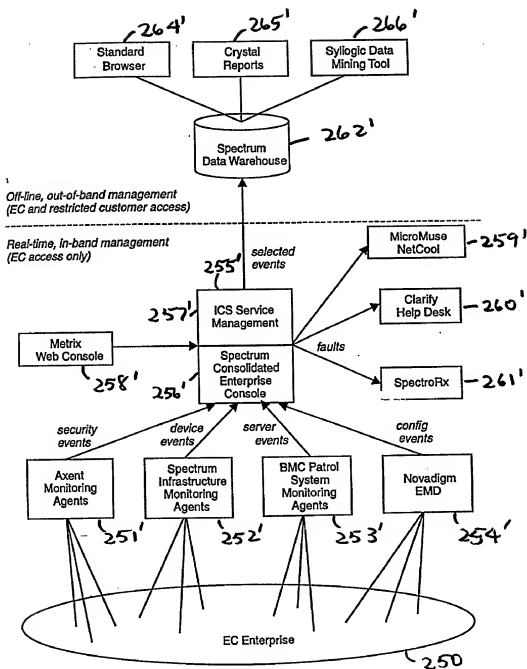 264'
265'
266'
Standard
Browser
Crystal
Reports
Syllogic Data
Mining Tool
262'
Spectrum
Data Warehouse
Off-line, out-of-band management
(EC and restricted customer access)
Real-time, in-band management
(EC access only)
selected
events
255'
MicroMuse
NetCool
259'
257'
ICS Service
Management
Clarify
Help Desk
260'
Metrix
Web Console
258'
256'
Spectrum
Consolidated
Enterprise
Console
faults
SpectroRx
261'
security
events
device
events
server
events
config
events
Axent
Monitoring
Agents
Spectrum
Infrastructure
Monitoring
Agents
BMC Patrol
System
Monitoring
Agents
Novadigm
EMD
251'
252'
253'
254'
EC Enterprise
250